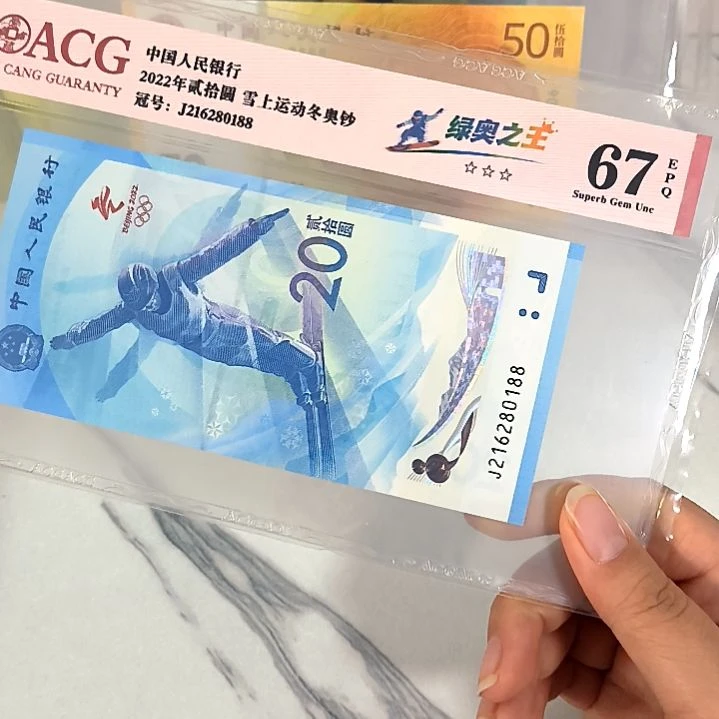 ACG
CANG GUARANTY
中国人民银行
2022年贰拾圆 雪上运动冬奥钞
冠号：J216280188
绿奥之王
67
EPQ
Superb Gem Unc
50
伍拾圆
中国人民银行
BEIJING 2022
贰拾圆
20
J216280188